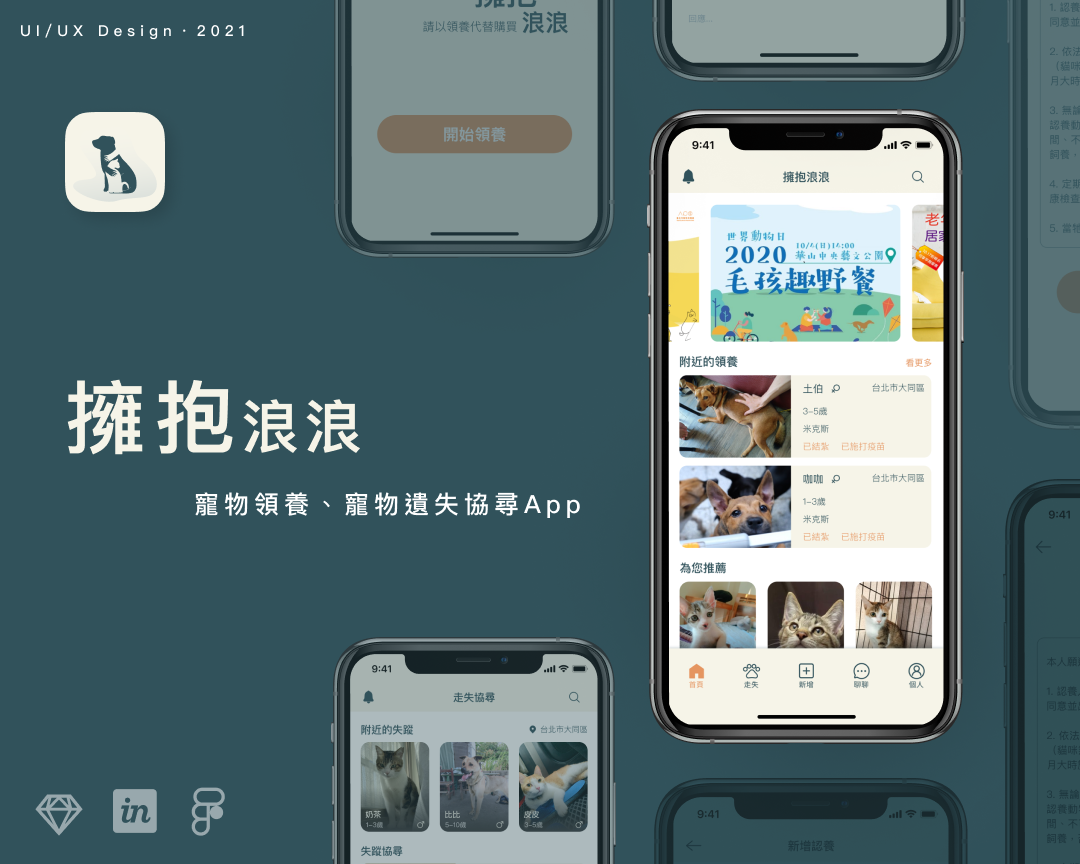 UI/UX Design · 2021
擁抱
請以領養代替購買 浪浪
開始領養
回應...
擁抱浪浪
寵物領養、寵物遺失協尋App
9:41
擁抱浪浪
世界動物日
2020
10/4(日)14:00
華山中央藝文公園
毛孩趣野餐
老
居家
附近的領養
看更多
土伯
台北市大同區
3~5歲
米克斯
已結紮 已施打疫苗
咖咖
台北市大同區
1~3歲
米克斯
已結紮 已施打疫苗
為您推薦
首頁
走失
新增
聊聊
個人
9:41
走失協尋
附近的失蹤
台北市大同區
奶茶
1~3歲
比比
5~10歲
皮皮
3~5歲
失蹤協尋
in
9:41
新增認養
1. 認養
同意並
2. 依法
（貓咪
月大時
3. 無論
認養動
間、不
飼養，
4. 定期
康檢查
5. 當物
9:41
本人願
1. 認養
同意並
2. 依法
（貓咪
月大時
3. 無論
認養動
間、不
飼養，